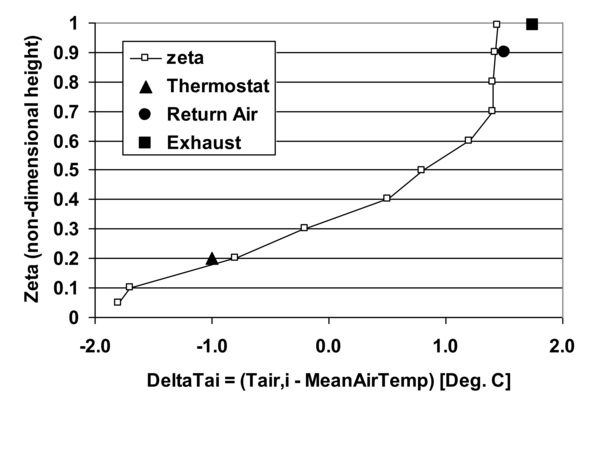 Zeta (non-dimensional height)
1
0.9
0.8
0.7
0.6
0.5
0.4
0.3
0.2
0.1
0
zeta
Thermostat
Return Air
Exhaust
-2.0 -1.0 0.0 1.0 2.0
DeltaTai = (Tair,i - MeanAirTemp) [Deg. C]